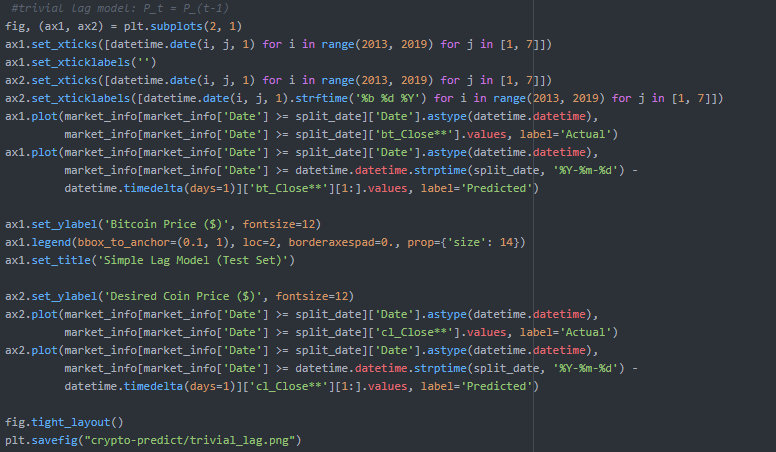 #trivial lag model: P_t = P_(t-1)
fig, (ax1, ax2) = plt.subplots(2, 1)
ax1.set_xticks([datetime.date(i, j, 1) for i in range(2013, 2019) for j in [1, 7]])
ax1.set_xticklabels('')
ax2.set_xticks([datetime.date(i, j, 1) for i in range(2013, 2019) for j in [1, 7]])
ax2.set_xticklabels([datetime.date(i, j, 1).strftime('%b %d %Y') for i in range(2013, 2019) for j in [1, 7]])
ax1.plot(market_info[market_info['Date'] >= split_date]['Date'].astype(datetime.datetime),
market_info[market_info['Date'] >= split_date]['bt_Close**'].values, label='Actual')
ax1.plot(market_info[market_info['Date'] >= split_date]['Date'].astype(datetime.datetime),
market_info[market_info['Date'] >= datetime.datetime.strptime(split_date, '%Y-%m-%d') -
datetime.timedelta(days=1)]['bt_Close**'][1:].values, label='Predicted')
ax1.set_ylabel('Bitcoin Price ($)', fontsize=12)
ax1.legend(bbox_to_anchor=(0.1, 1), loc=2, borderaxespad=0., prop={'size': 14})
ax1.set_title('Simple Lag Model (Test Set)')
ax2.set_ylabel('Desired Coin Price ($)', fontsize=12)
ax2.plot(market_info[market_info['Date'] >= split_date]['Date'].astype(datetime.datetime),
market_info[market_info['Date'] >= split_date]['cl_Close**'].values, label='Actual')
ax2.plot(market_info[market_info['Date'] >= split_date]['Date'].astype(datetime.datetime),
market_info[market_info['Date'] >= datetime.datetime.strptime(split_date, '%Y-%m-%d') -
datetime.timedelta(days=1)]['cl_Close**'][1:].values, label='Predicted')
fig.tight_layout()
plt.savefig("crypto-predict/trivial_lag.png")